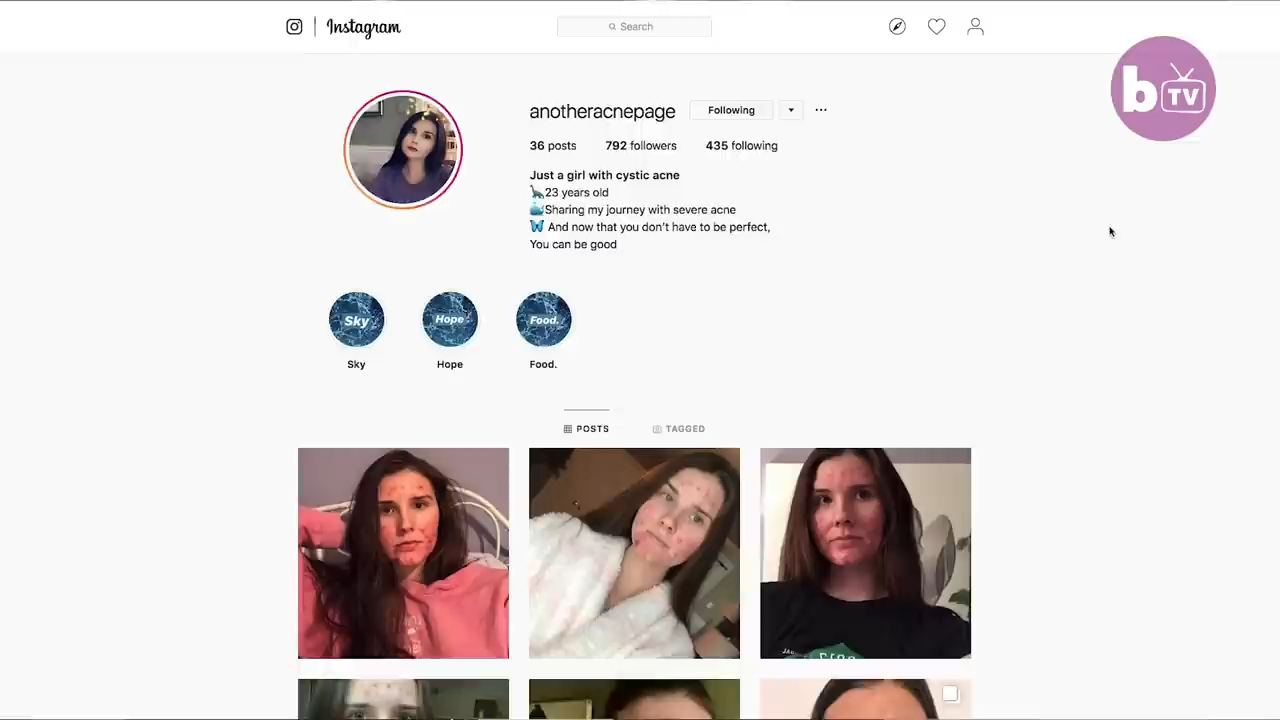 Instagram
Search
b TV
anotheracnepage Following
36 posts 792 followers 435 following
Just a girl with cystic acne
23 years old
Sharing my journey with severe acne
And now that you don't have to be perfect,
You can be good
Sky Hope Food.
Sky Hope Food.
POSTS TAGGED